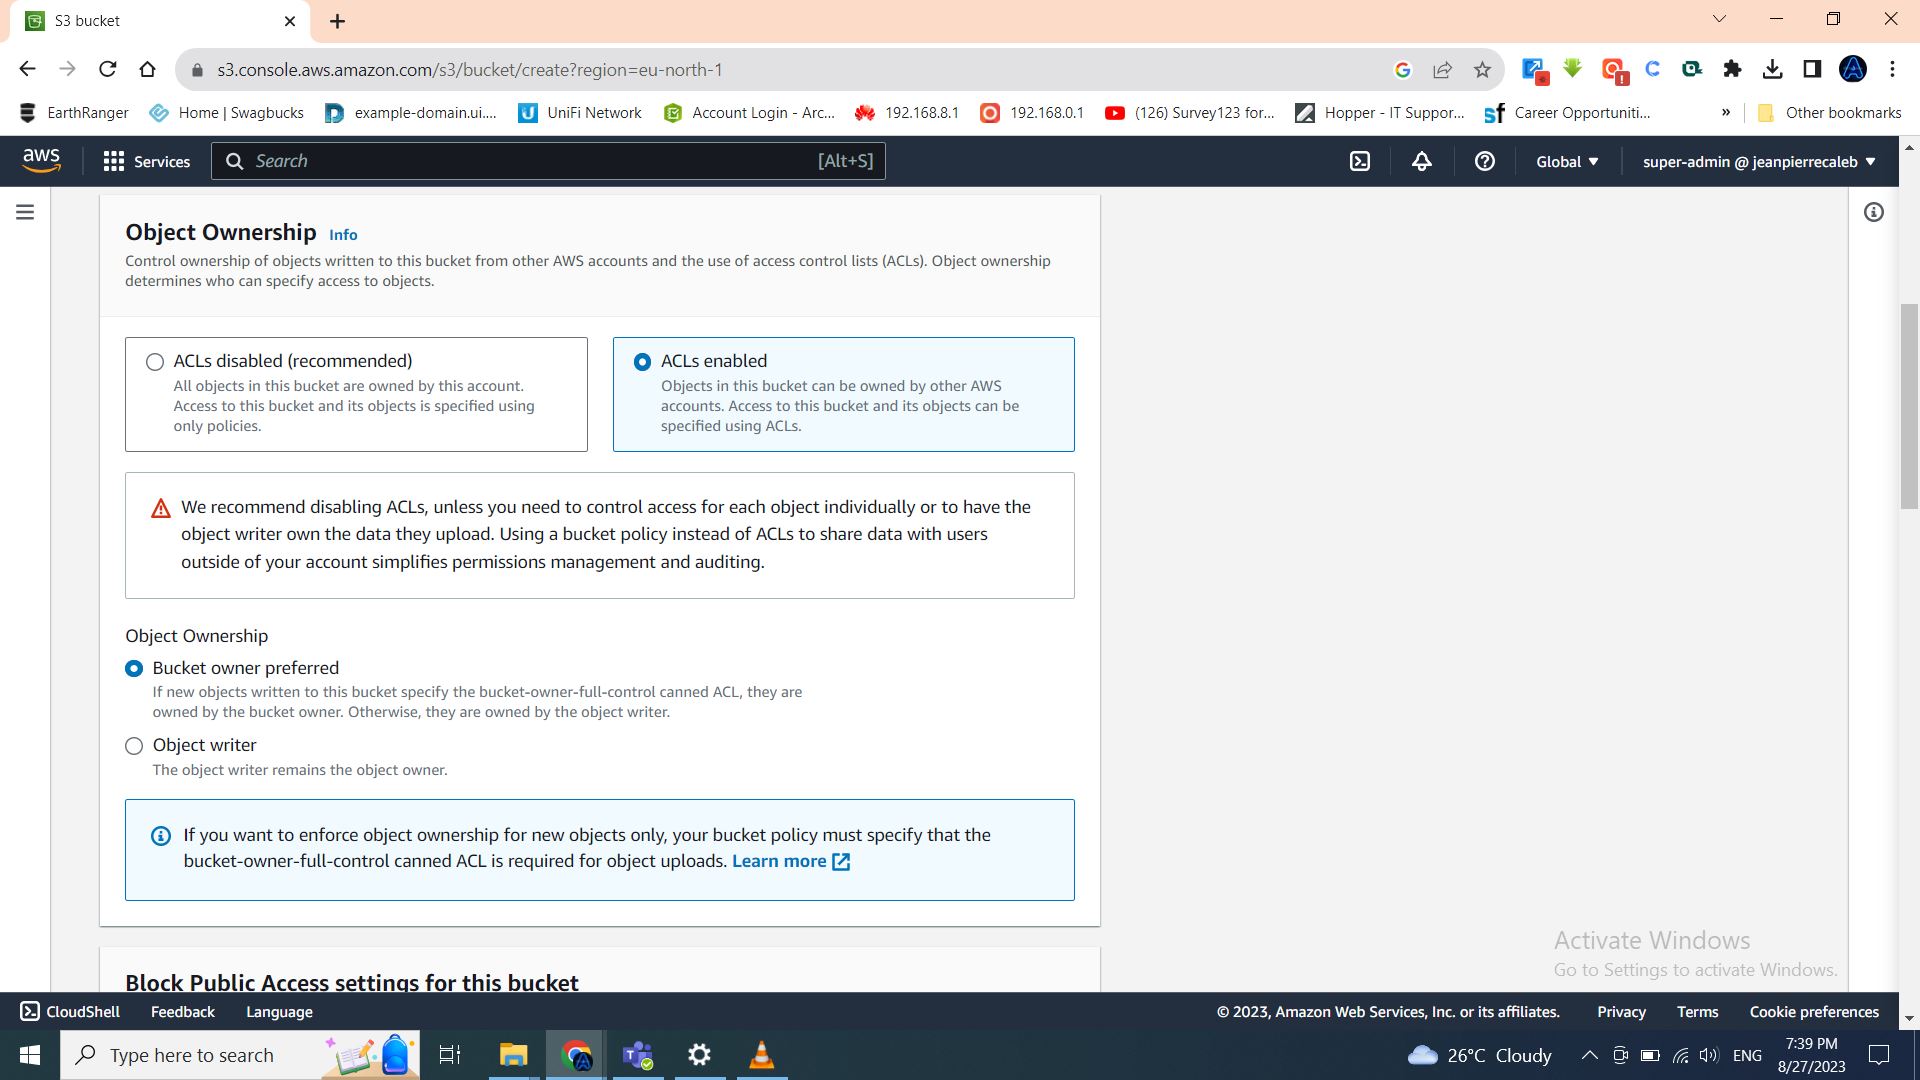 S3 bucket
s3.console.aws.amazon.com/s3/bucket/create?region=eu-north-1
EarthRanger
Home | Swagbucks
example-domain.ui....
UniFi Network
Account Login - Arc...
192.168.8.1
192.168.0.1
(126) Survey123 for...
Hopper - IT Suppor...
Career Opportuniti...
»
Other bookmarks
aws
Services
Search
[Alt+S]
Global
super-admin @ jeanpierrecaleb
Object Ownership Info
Control ownership of objects written to this bucket from other AWS accounts and the use of access control lists (ACLs). Object ownership
determines who can specify access to objects.
ACLs disabled (recommended)
All objects in this bucket are owned by this account.
Access to this bucket and its objects is specified using
only policies.
ACLs enabled
Objects in this bucket can be owned by other AWS
accounts. Access to this bucket and its objects can be
specified using ACLs.
We recommend disabling ACLs, unless you need to control access for each object individually or to have the
object writer own the data they upload. Using a bucket policy instead of ACLs to share data with users
outside of your account simplifies permissions management and auditing.
Object Ownership
Bucket owner preferred
If new objects written to this bucket specify the bucket-owner-full-control canned ACL, they are
owned by the bucket owner. Otherwise, they are owned by the object writer.
Object writer
The object writer remains the object owner.
If you want to enforce object ownership for new objects only, your bucket policy must specify that the
bucket-owner-full-control canned ACL is required for object uploads. Learn more
Block Public Access settings for this bucket
Activate Windows
Go to Settings to activate Windows.
CloudShell
Feedback
Language
© 2023, Amazon Web Services, Inc. or its affiliates.
Privacy
Terms
Cookie preferences
Type here to search
26°C Cloudy
ENG
7:39 PM
8/27/2023